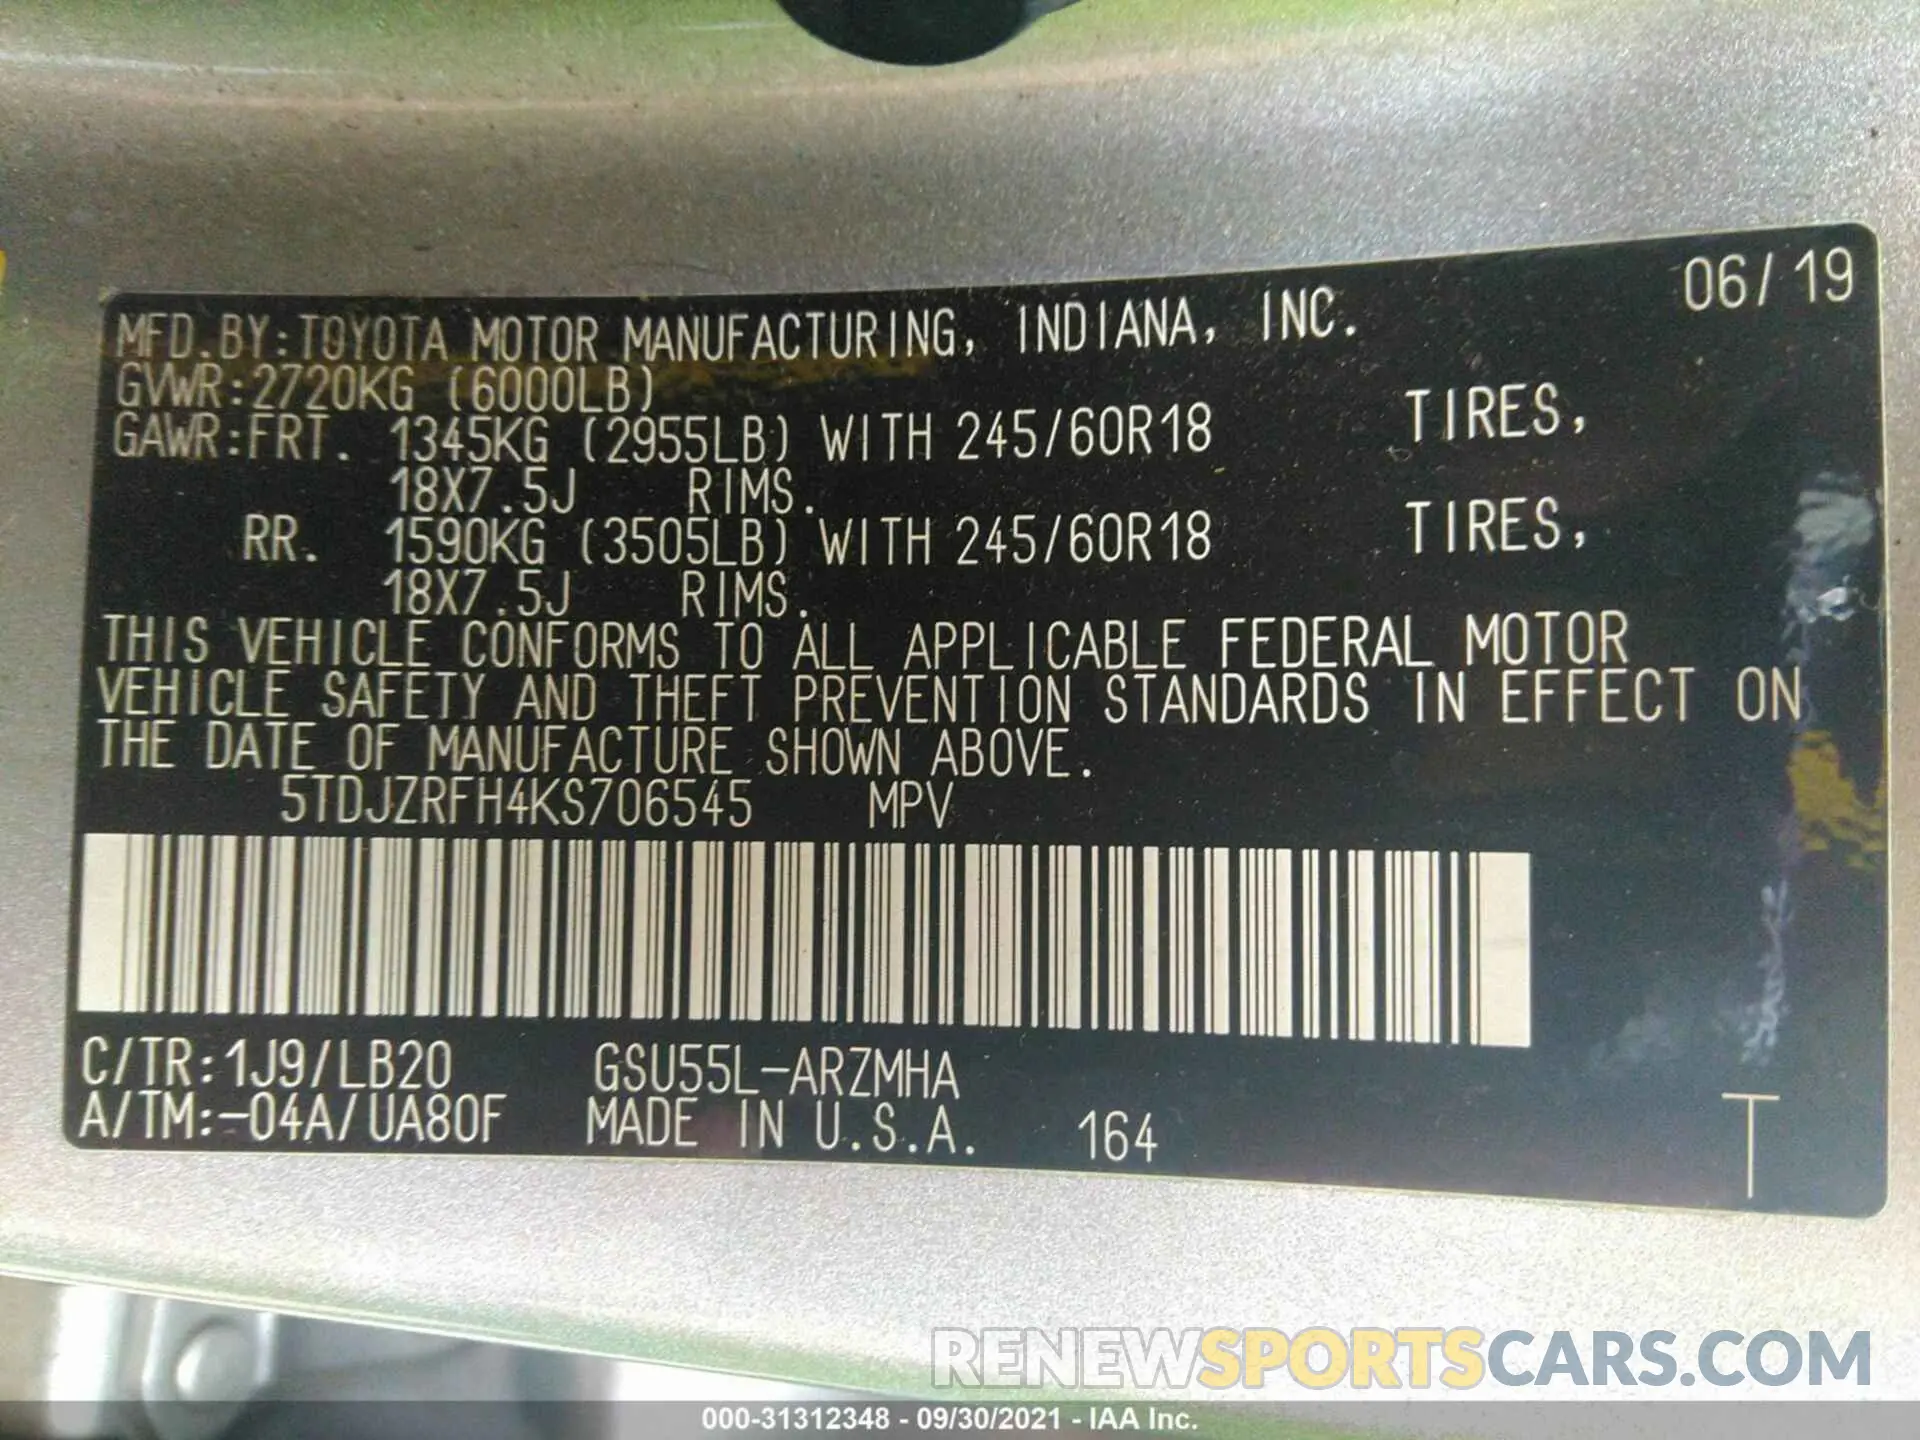 06/19
MFD.BY:TOYOTA MOTOR MANUFACTURING, INDIANA, INC.
GVWR:2720KG (6000LB)
GAWR:FRT. 1345KG (2955LB) WITH 245/60R18 TIRES,
18X7.5J RIMS.
RR. 1590KG (3505LB) WITH 245/60R18 TIRES,
18X7.5J RIMS.
THIS VEHICLE CONFORMS TO ALL APPLICABLE FEDERAL MOTOR
VEHICLE SAFETY AND THEFT PREVENTION STANDARDS IN EFFECT ON
THE DATE OF MANUFACTURE SHOWN ABOVE.
5TDJZRFH4KS706545 MPV
C/TR:1J9/LB20 GSU55L-ARZMHA
A/TM:-04A/UA80F MADE IN U.S.A. 164
T
RENEWSPORTSCARS.COM
000-31312348 - 09/30/2021 - IAA Inc.